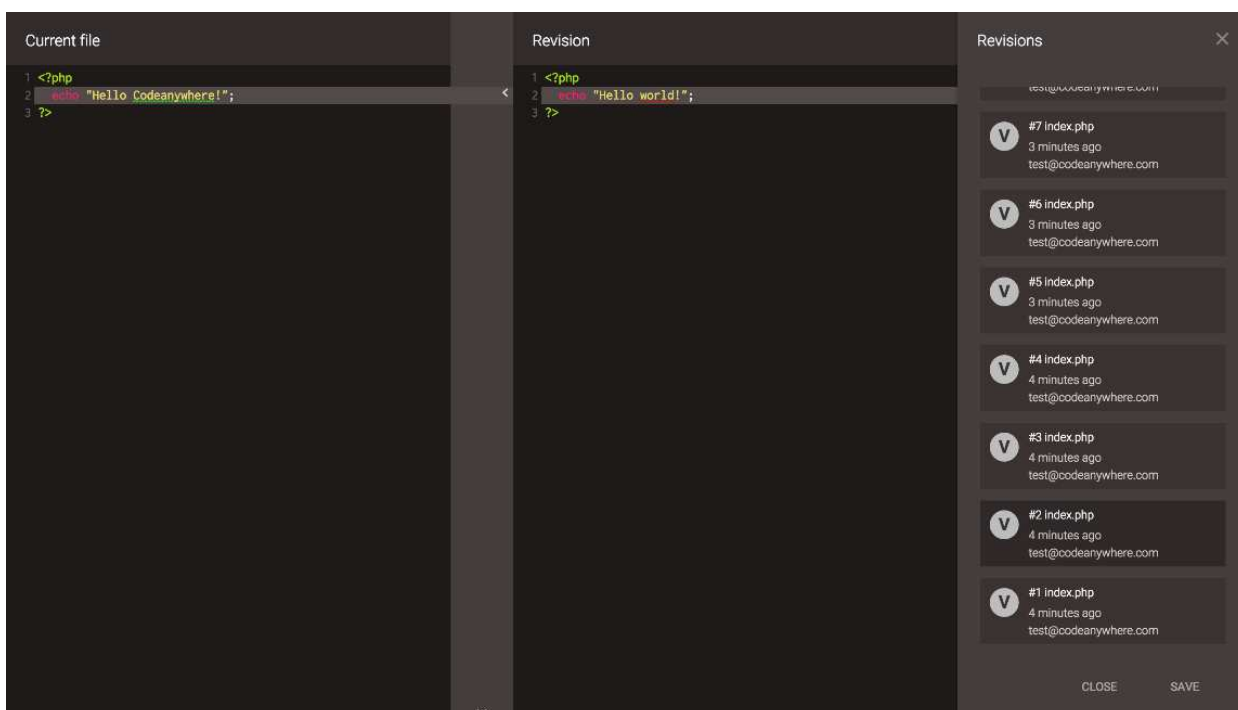 Current file
1 <?php
2 echo "Hello Codeanywhere!";
3 ?>
<
Revision
1 <?php
2 echo "Hello world!";
3 ?>
Revisions
×
test@codeanywhere.com
V
#7 index.php
3 minutes ago
test@codeanywhere.com
V
#6 index.php
3 minutes ago
test@codeanywhere.com
V
#5 index.php
3 minutes ago
test@codeanywhere.com
V
#4 index.php
4 minutes ago
test@codeanywhere.com
V
#3 index.php
4 minutes ago
test@codeanywhere.com
V
#2 index.php
4 minutes ago
test@codeanywhere.com
V
#1 index.php
4 minutes ago
test@codeanywhere.com
CLOSE SAVE